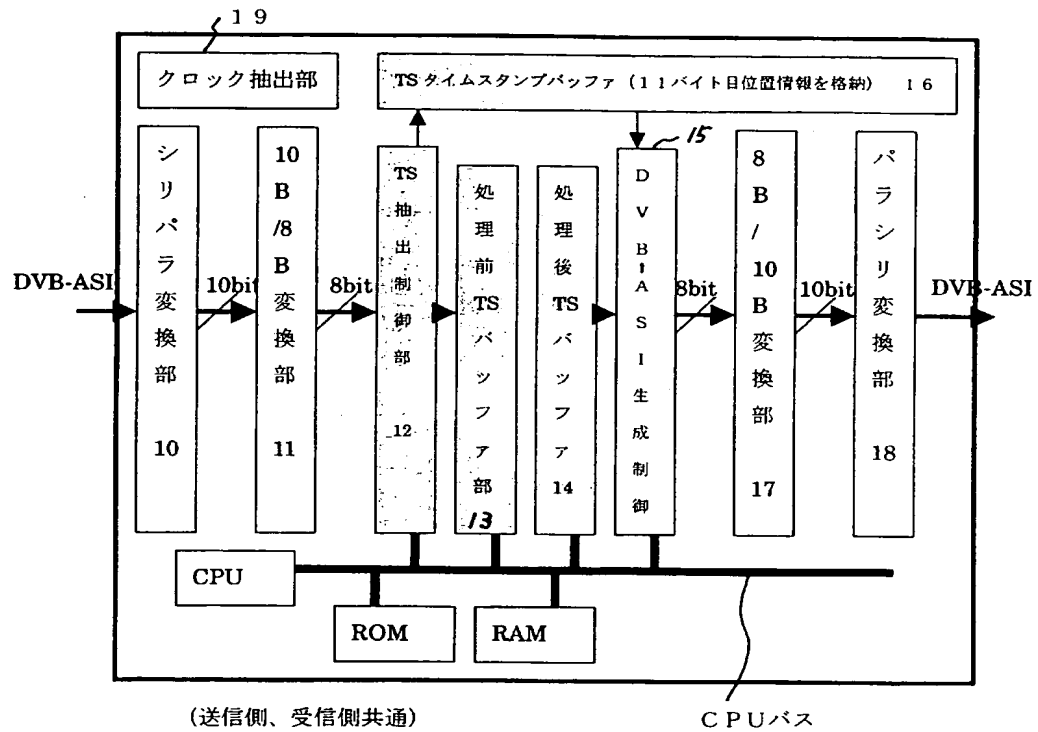 19
クロック抽出部
TSタイムスタンプバッファ(11バイト目位置情報を格納) 16
15
DVB-ASI
シリパラ変換部 10
10bit
10B/8B変換部 11
8bit
TS抽出制御部 12
処理前TSバッファ部 13
処理後TSバッファ 14
DVB-ASI生成制御
8bit
8B/10B変換部 17
10bit
パラシリ変換部 18
DVB-ASI
CPU
ROM
RAM
(送信側、受信側共通)
CPUバス